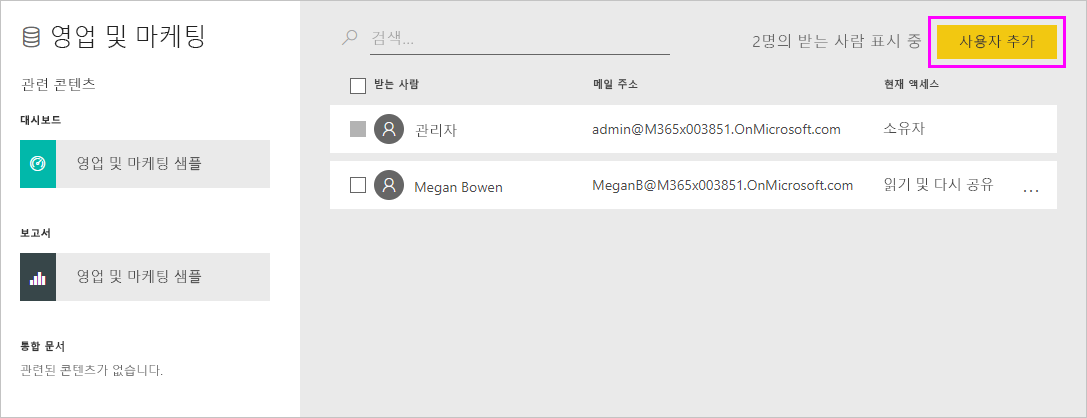 영업 및 마케팅
관련 콘텐츠
대시보드
영업 및 마케팅 샘플
보고서
영업 및 마케팅 샘플
통합 문서
관련된 콘텐츠가 없습니다.
검색...
2명의 받는 사람 표시 중
사용자 추가
받는 사람 메일 주소 현재 액세스
관리자 admin@M365x003851.OnMicrosoft.com 소유자
Megan Bowen MeganB@M365x003851.OnMicrosoft.com 읽기 및 다시 공유 ...